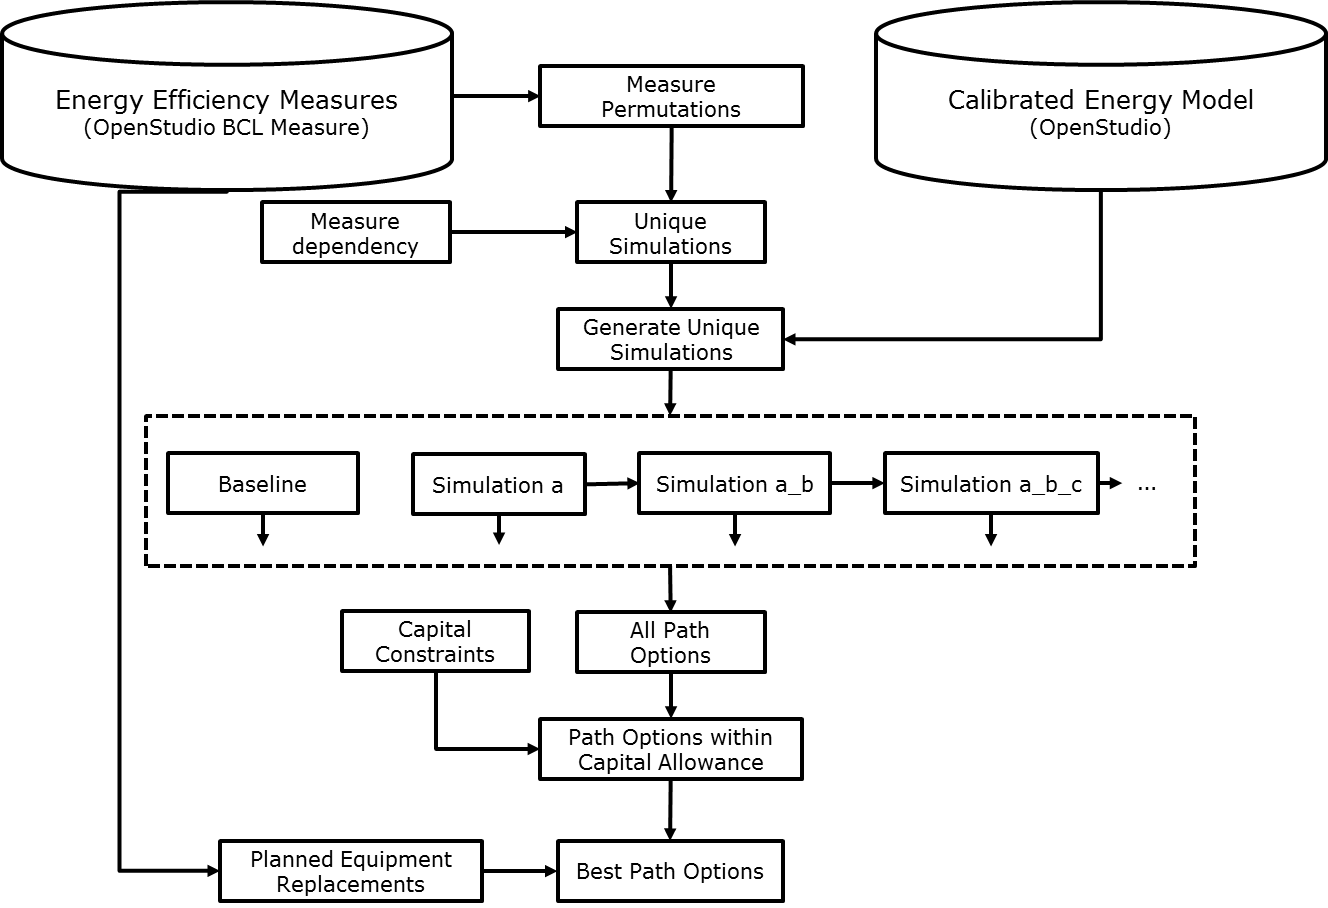 Energy Efficiency Measures
(OpenStudio BCL Measure)
Measure
Permutations
Calibrated Energy Model
(OpenStudio)
Measure
dependency
Unique
Simulations
Generate Unique
Simulations
Baseline
Simulation a
Simulation a_b
Simulation a_b_c
...
Capital
Constraints
All Path
Options
Path Options within
Capital Allowance
Planned Equipment
Replacements
Best Path Options